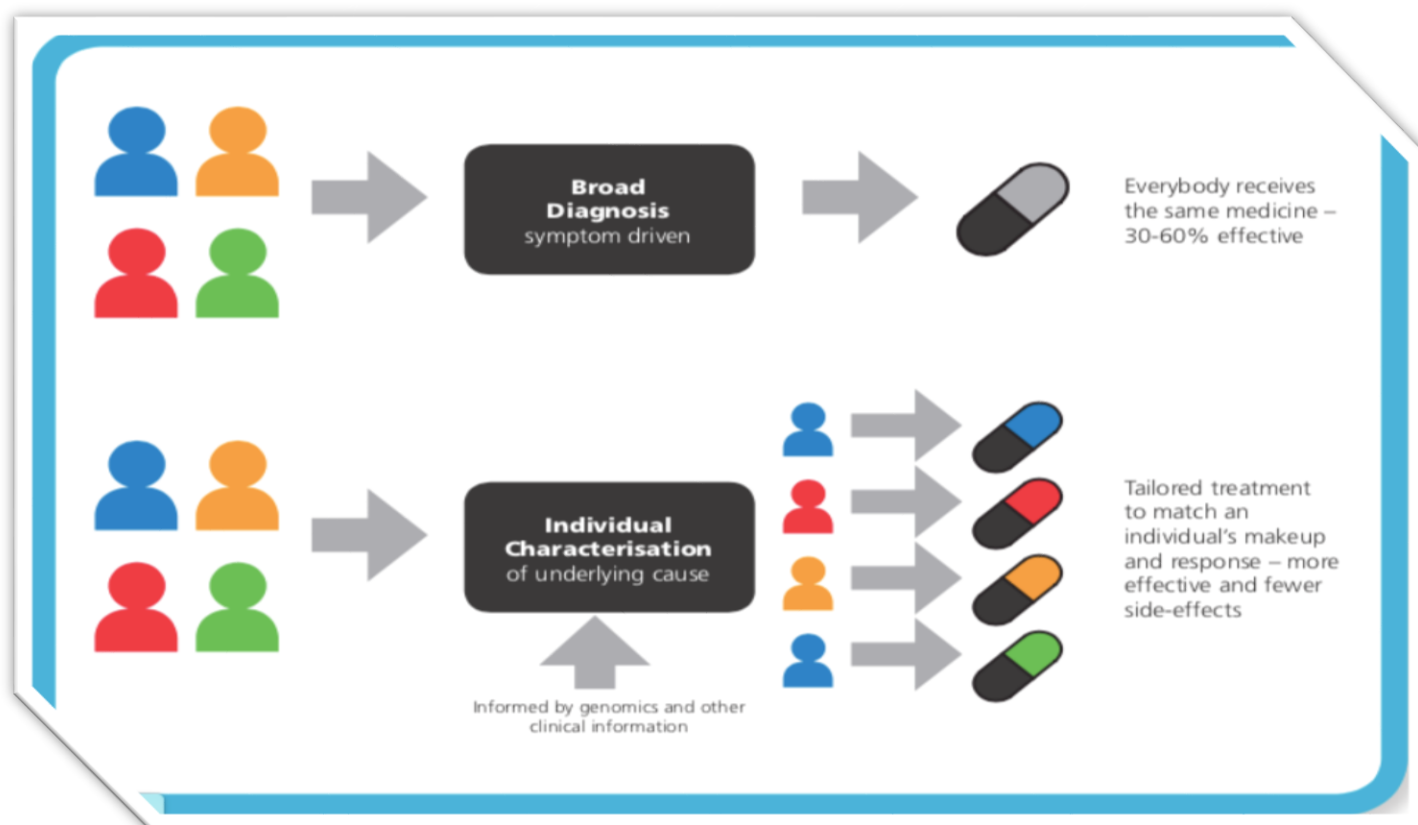 Broad
Diagnosis
symptom driven
Everybody receives
the same medicine –
30-60% effective
Individual
Characterisation
of underlying cause
Informed by genomics and other
clinical information
Tailored treatment
to match an
individual’s makeup
and response – more
effective and fewer
side-effects